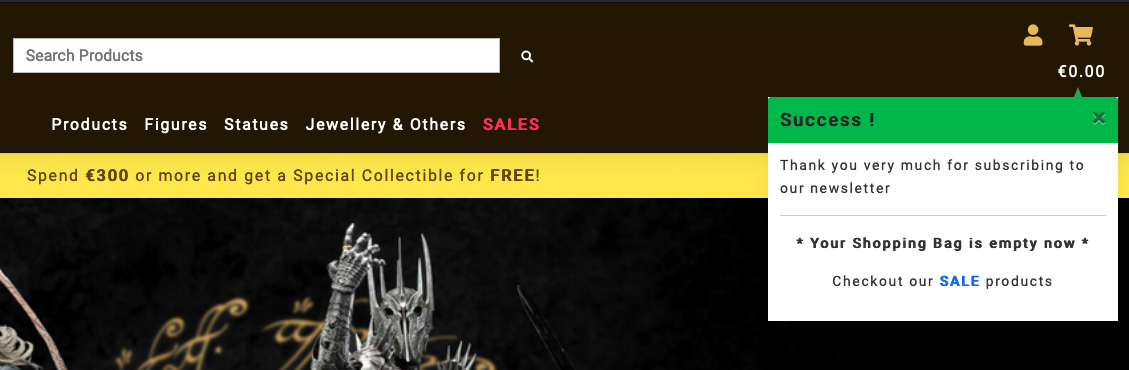 Search Products
€0.00
Products Figures Statues Jewellery & Others SALES
Success !
×
Thank you very much for subscribing to
our newsletter
* Your Shopping Bag is empty now *
Checkout our SALE products
Spend €300 or more and get a Special Collectible for FREE!